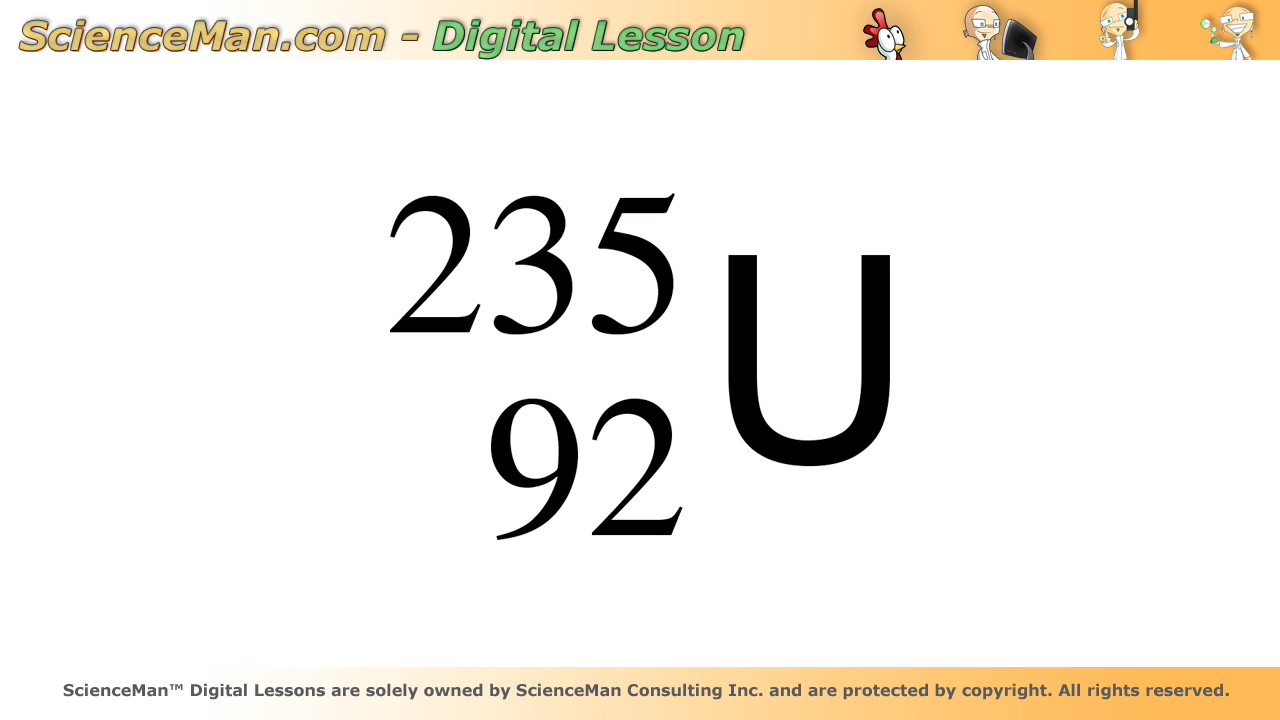 ScienceMan.com - Digital Lesson
235
U
92
ScienceMan™ Digital Lessons are solely owned by ScienceMan Consulting Inc. and are protected by copyright. All rights reserved.